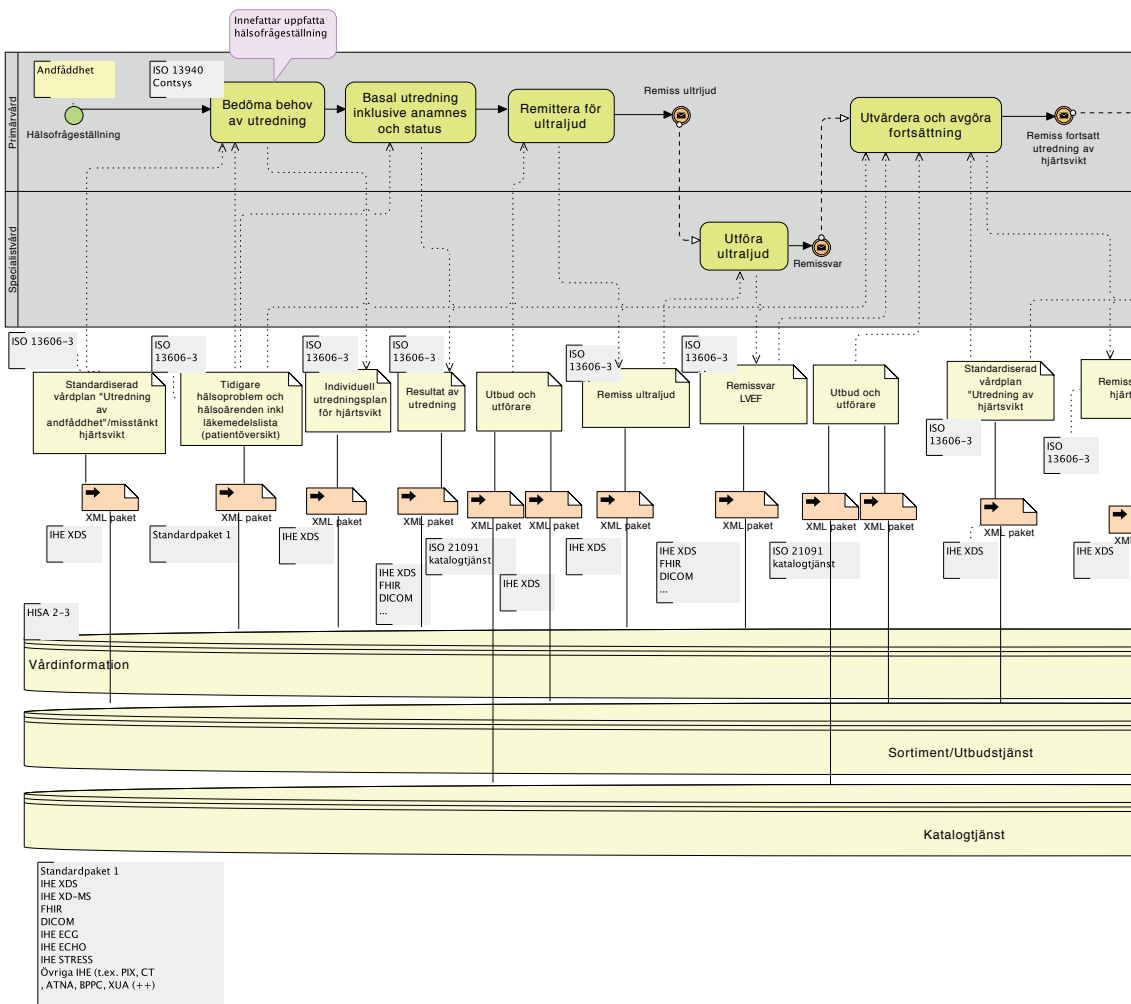 Innefattar uppfatta
hälsofrågeställning
Primärvård
Andfåddhet
ISO 13940
Contsys
Hälsofrågeställning
Bedöma behov
av utredning
Basal utredning
inklusive anamnes
och status
Remittera för
ultraljud
Remiss ultrljud
Utvärdera och avgöra
fortsättning
Remiss fortsatt
utredning av
hjärtsvikt
Specialistvård
Utföra
ultraljud
Remissvar
ISO 13606-3
ISO
13606-3
ISO
13606-3
ISO
13606-3
ISO
13606-3
ISO
13606-3
Standardiserad
vårdplan "Utredning
av
andfåddhet"/misstänkt
hjärtsvikt
Tidigare
hälsoproblem och
hälsoärenden inkl
läkemedelslista
(patientöversikt)
Individuell
utredningsplan
för hjärtsvikt
Resultat av
utredning
Utbud och
utförare
Remiss ultraljud
Remissvar
LVEF
Utbud och
utförare
Standardiserad
vårdplan
"Utredning av
hjärtsvikt
Remiss
hjärt
ISO
13606-3
ISO
13606-3
XML paket
XML paket
XML paket
XML paket
XML paket
XML paket
XML paket
XML paket
XML paket
XML paket
XML paket
XML
IHE XDS
Standardpaket 1
IHE XDS
IHE XDS
FHIR
DICOM
...
ISO 21091
katalogtjänst
IHE XDS
IHE XDS
IHE XDS
FHIR
DICOM
...
ISO 21091
katalogtjänst
IHE XDS
IHE XDS
HISA 2-3
Vårdinformation
Sortiment/Utbudstjänst
Katalogtjänst
Standardpaket 1
IHE XDS
IHE XD-MS
FHIR
DICOM
IHE ECG
IHE ECHO
IHE STRESS
Övriga IHE (t.ex. PIX, CT
, ATNA, BPPC, XUA (++)